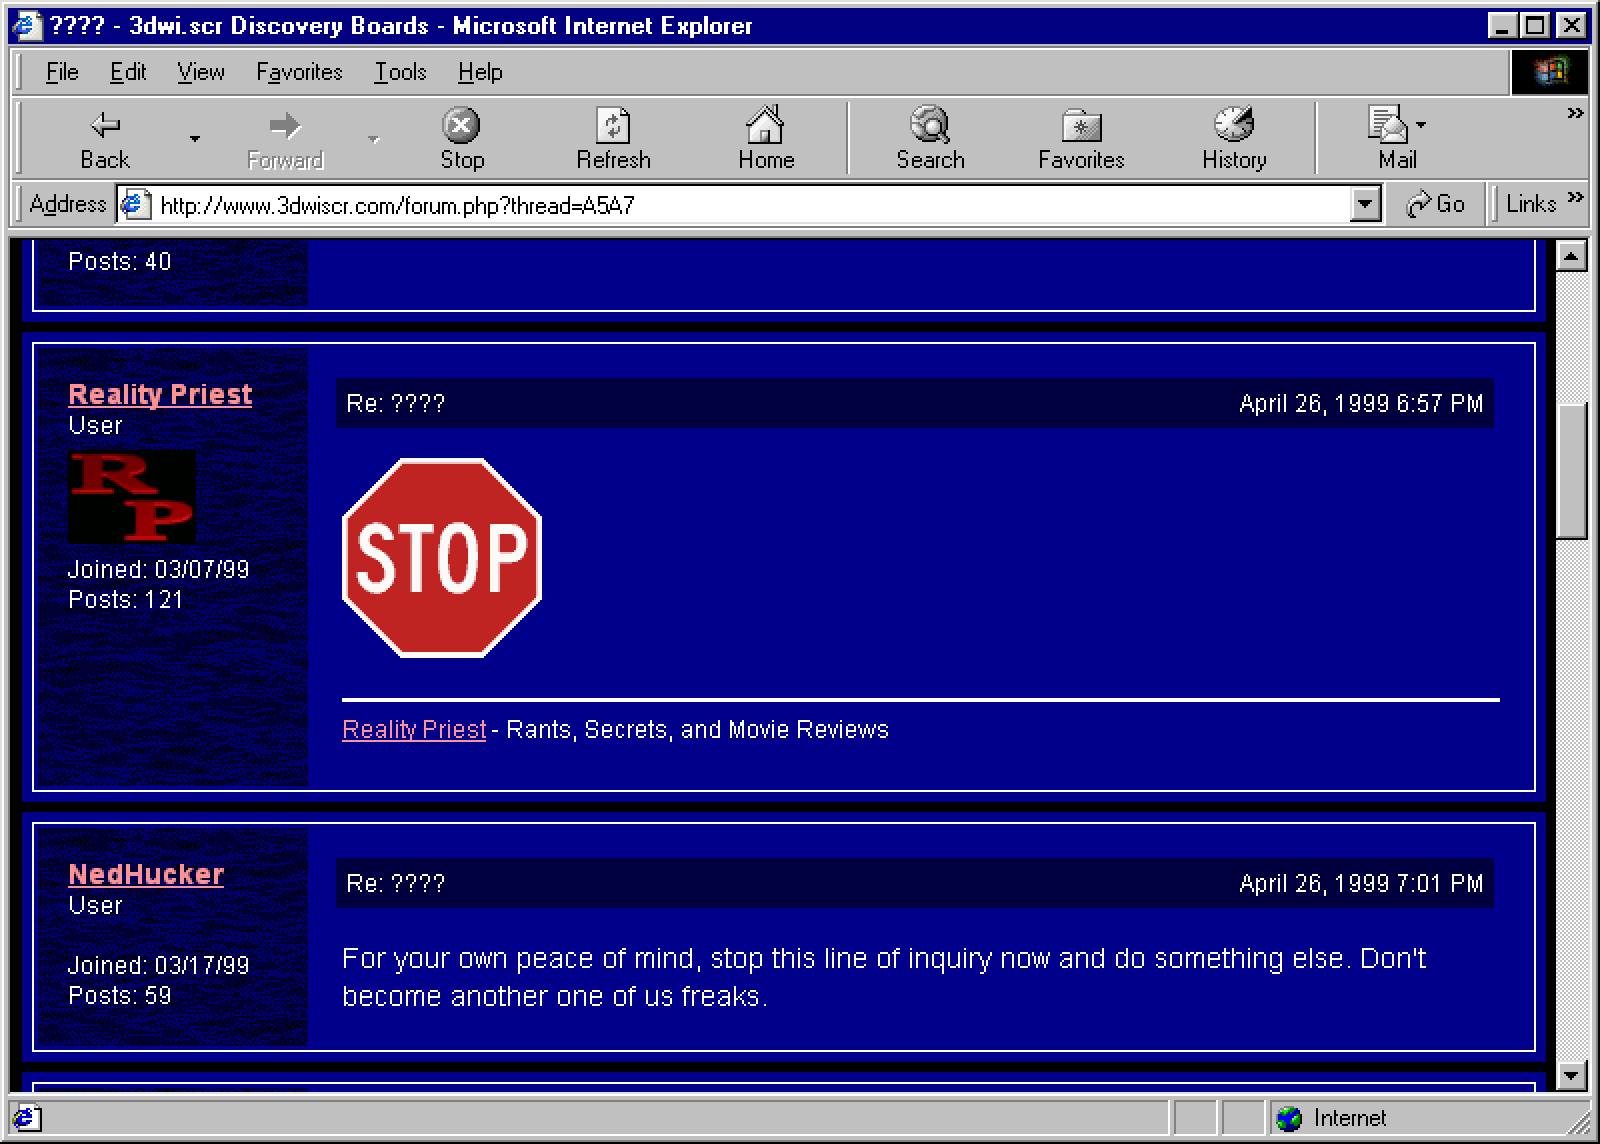 ???? - 3dwi.scr Discovery Boards - Microsoft Internet Explorer
File Edit View Favorites Tools Help
Back Forward Stop Refresh Home Search Favorites History Mail »
Address http://www.3dwiscr.com/forum.php?thread=A5A7 Go Links »
Posts: 40
Reality Priest
User
R
P
Joined: 03/07/99
Posts: 121
Re: ???? April 26, 1999 6:57 PM
STOP
Reality Priest - Rants, Secrets, and Movie Reviews
NedHucker
User
Joined: 03/17/99
Posts: 59
Re: ???? April 26, 1999 7:01 PM
For your own peace of mind, stop this line of inquiry now and do something else. Don't
become another one of us freaks.
Internet